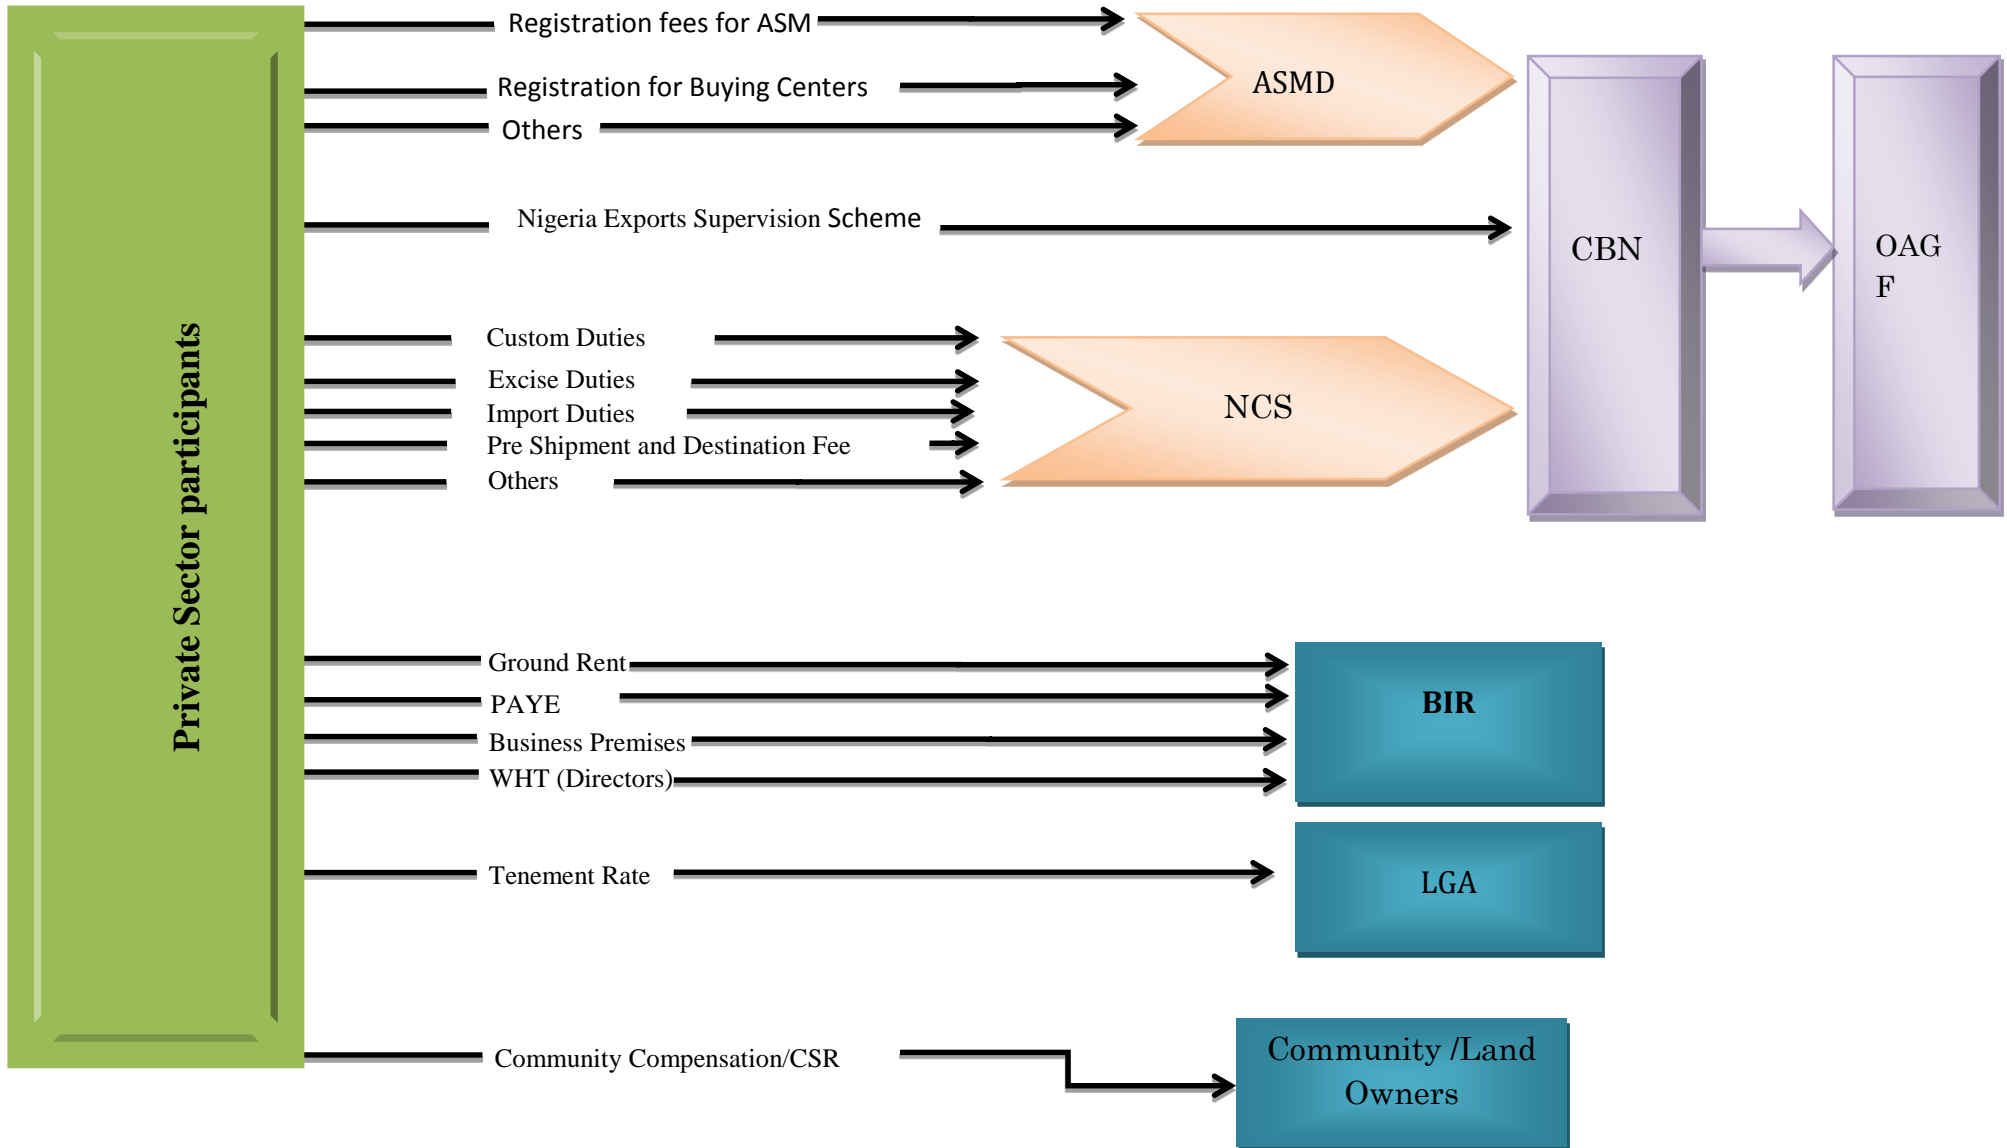 Private Sector participants
Registration fees for ASM
Registration for Buying Centers
Others
ASMD
Nigeria Exports Supervision Scheme
CBN
OAG
F
Custom Duties
Excise Duties
Import Duties
Pre Shipment and Destination Fee
Others
NCS
Ground Rent
PAYE
Business Premises
WHT (Directors)
BIR
Tenement Rate
LGA
Community Compensation/CSR
Community /Land
Owners